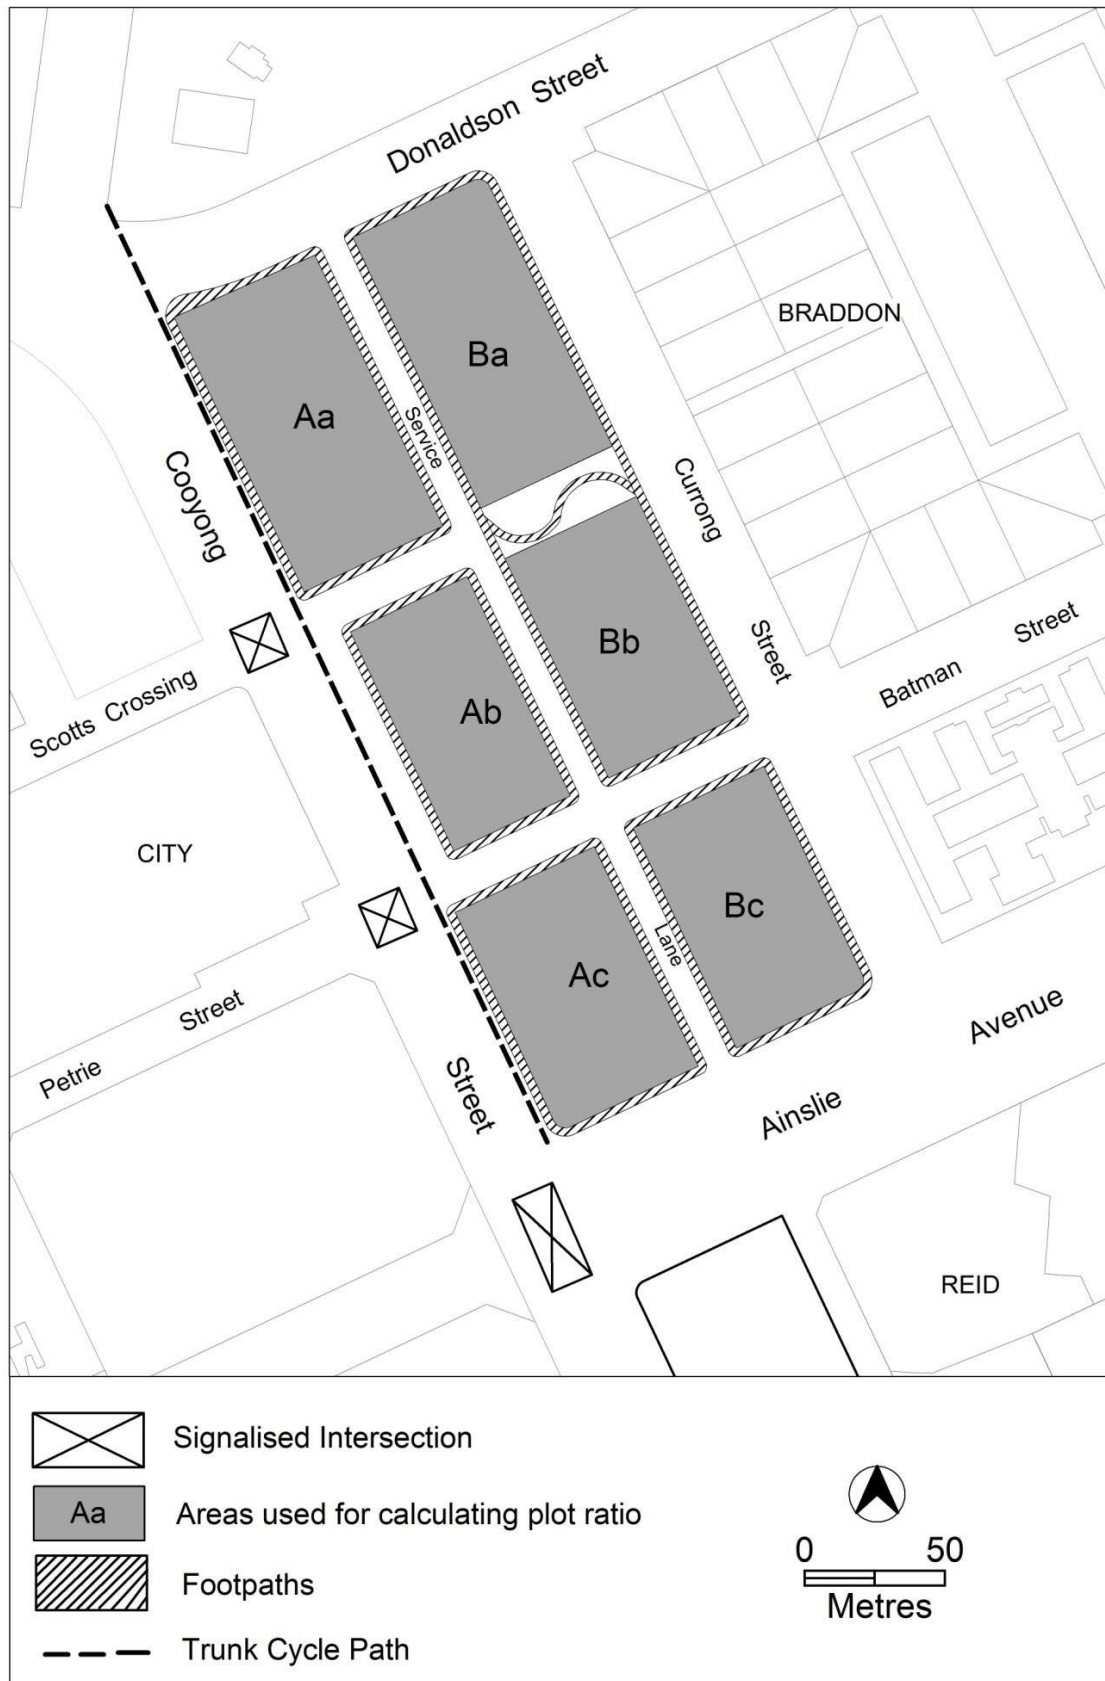 Donaldson Street
BRADDON
Ba
Aa
Service
Cooyong
Currong
Street
Bb
Batman Street
Scotts Crossing
Ab
CITY
Bc
Lane
Ac
Petrie Street
Street
Ainslie Avenue
REID
Signalised Intersection
Aa
Areas used for calculating plot ratio
Footpaths
Trunk Cycle Path
0 50
Metres